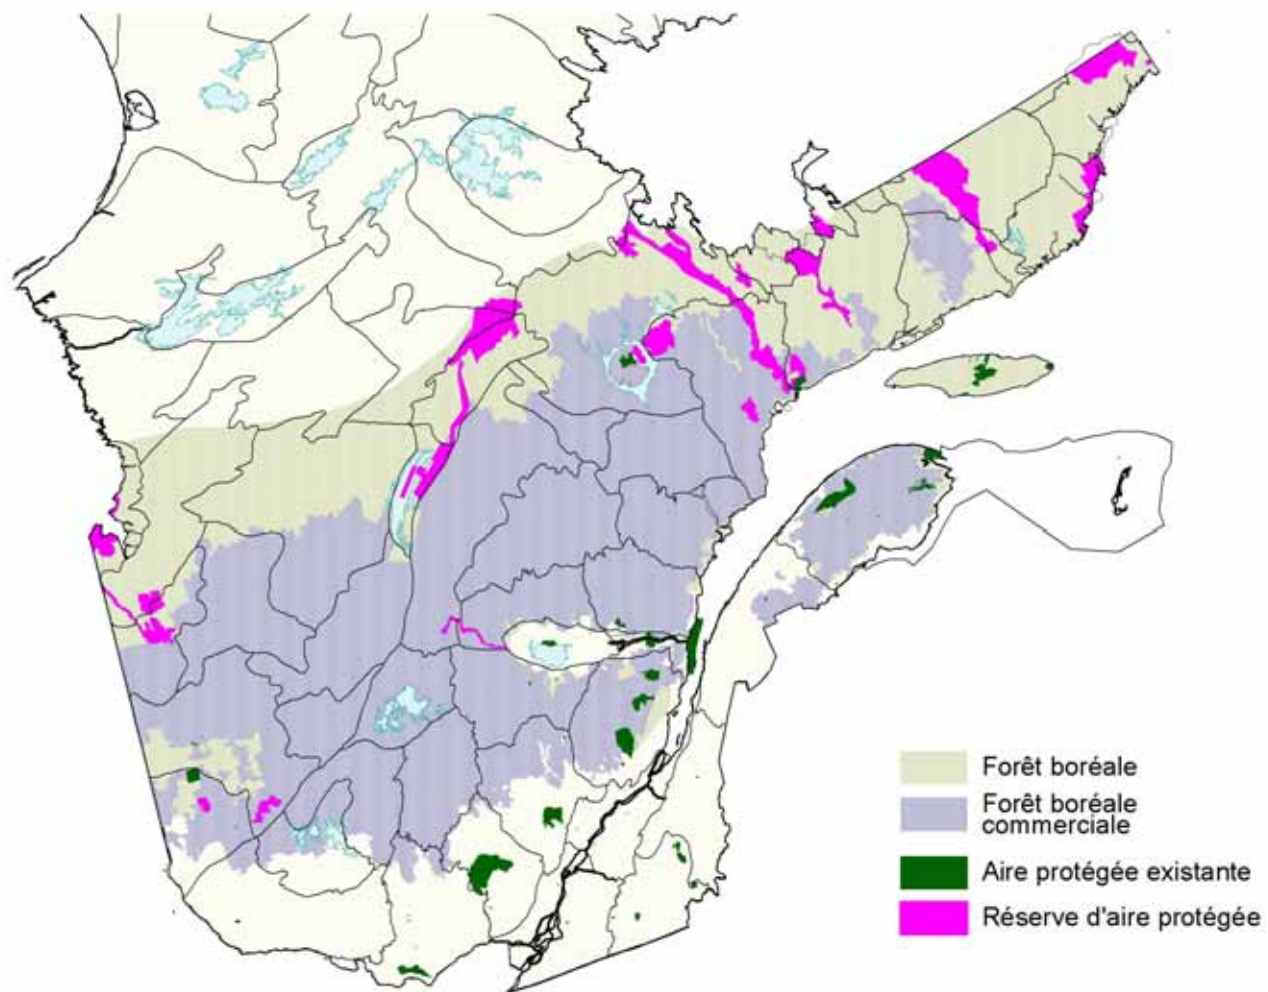 Forêt boréale
Forêt boréale
commerciale
Aire protégée existante
Réserve d'aire protégée